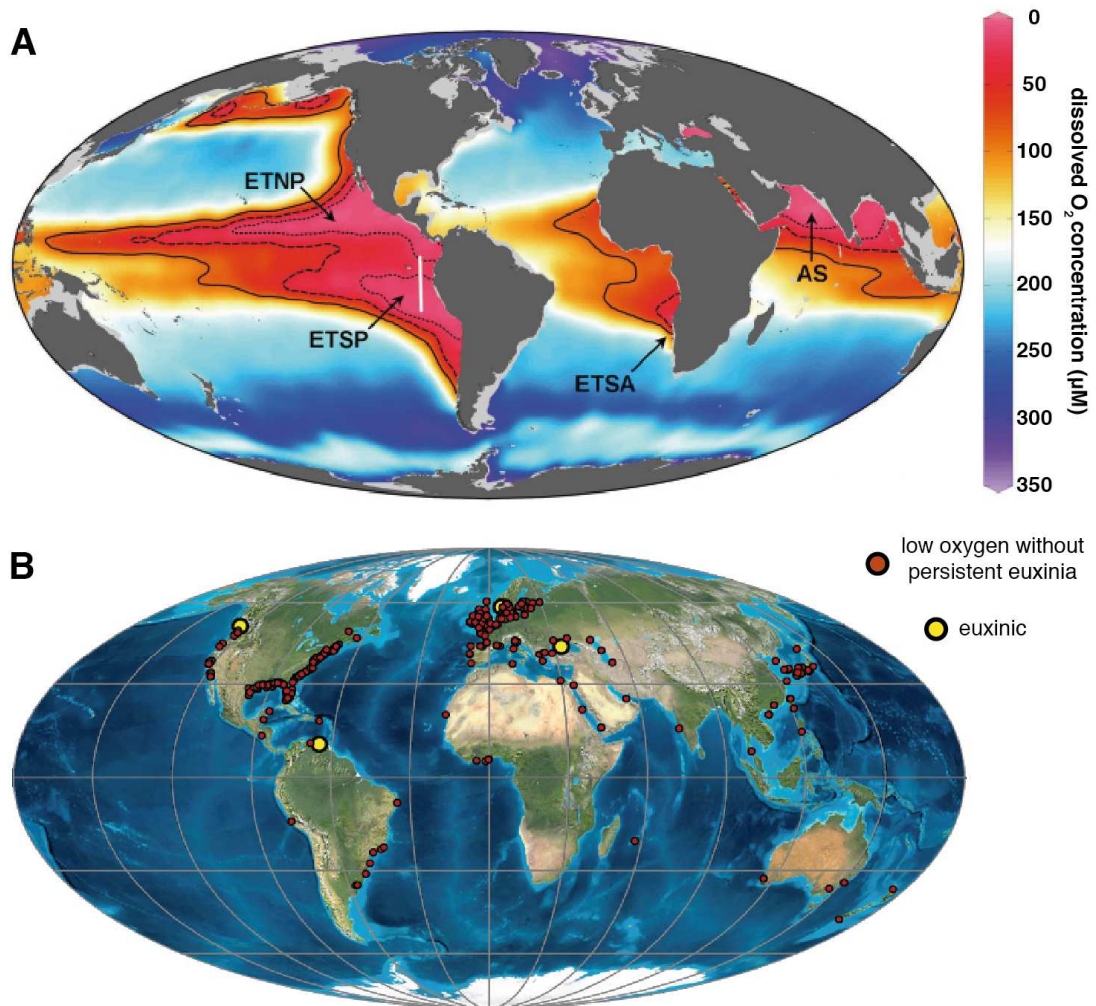 A
ETNP
ETSP
ETSA
AS
0
50
100
150
200
250
300
350
dissolved O₂ concentration (µM)
B
low oxygen without
persistent euxinia
euxinic